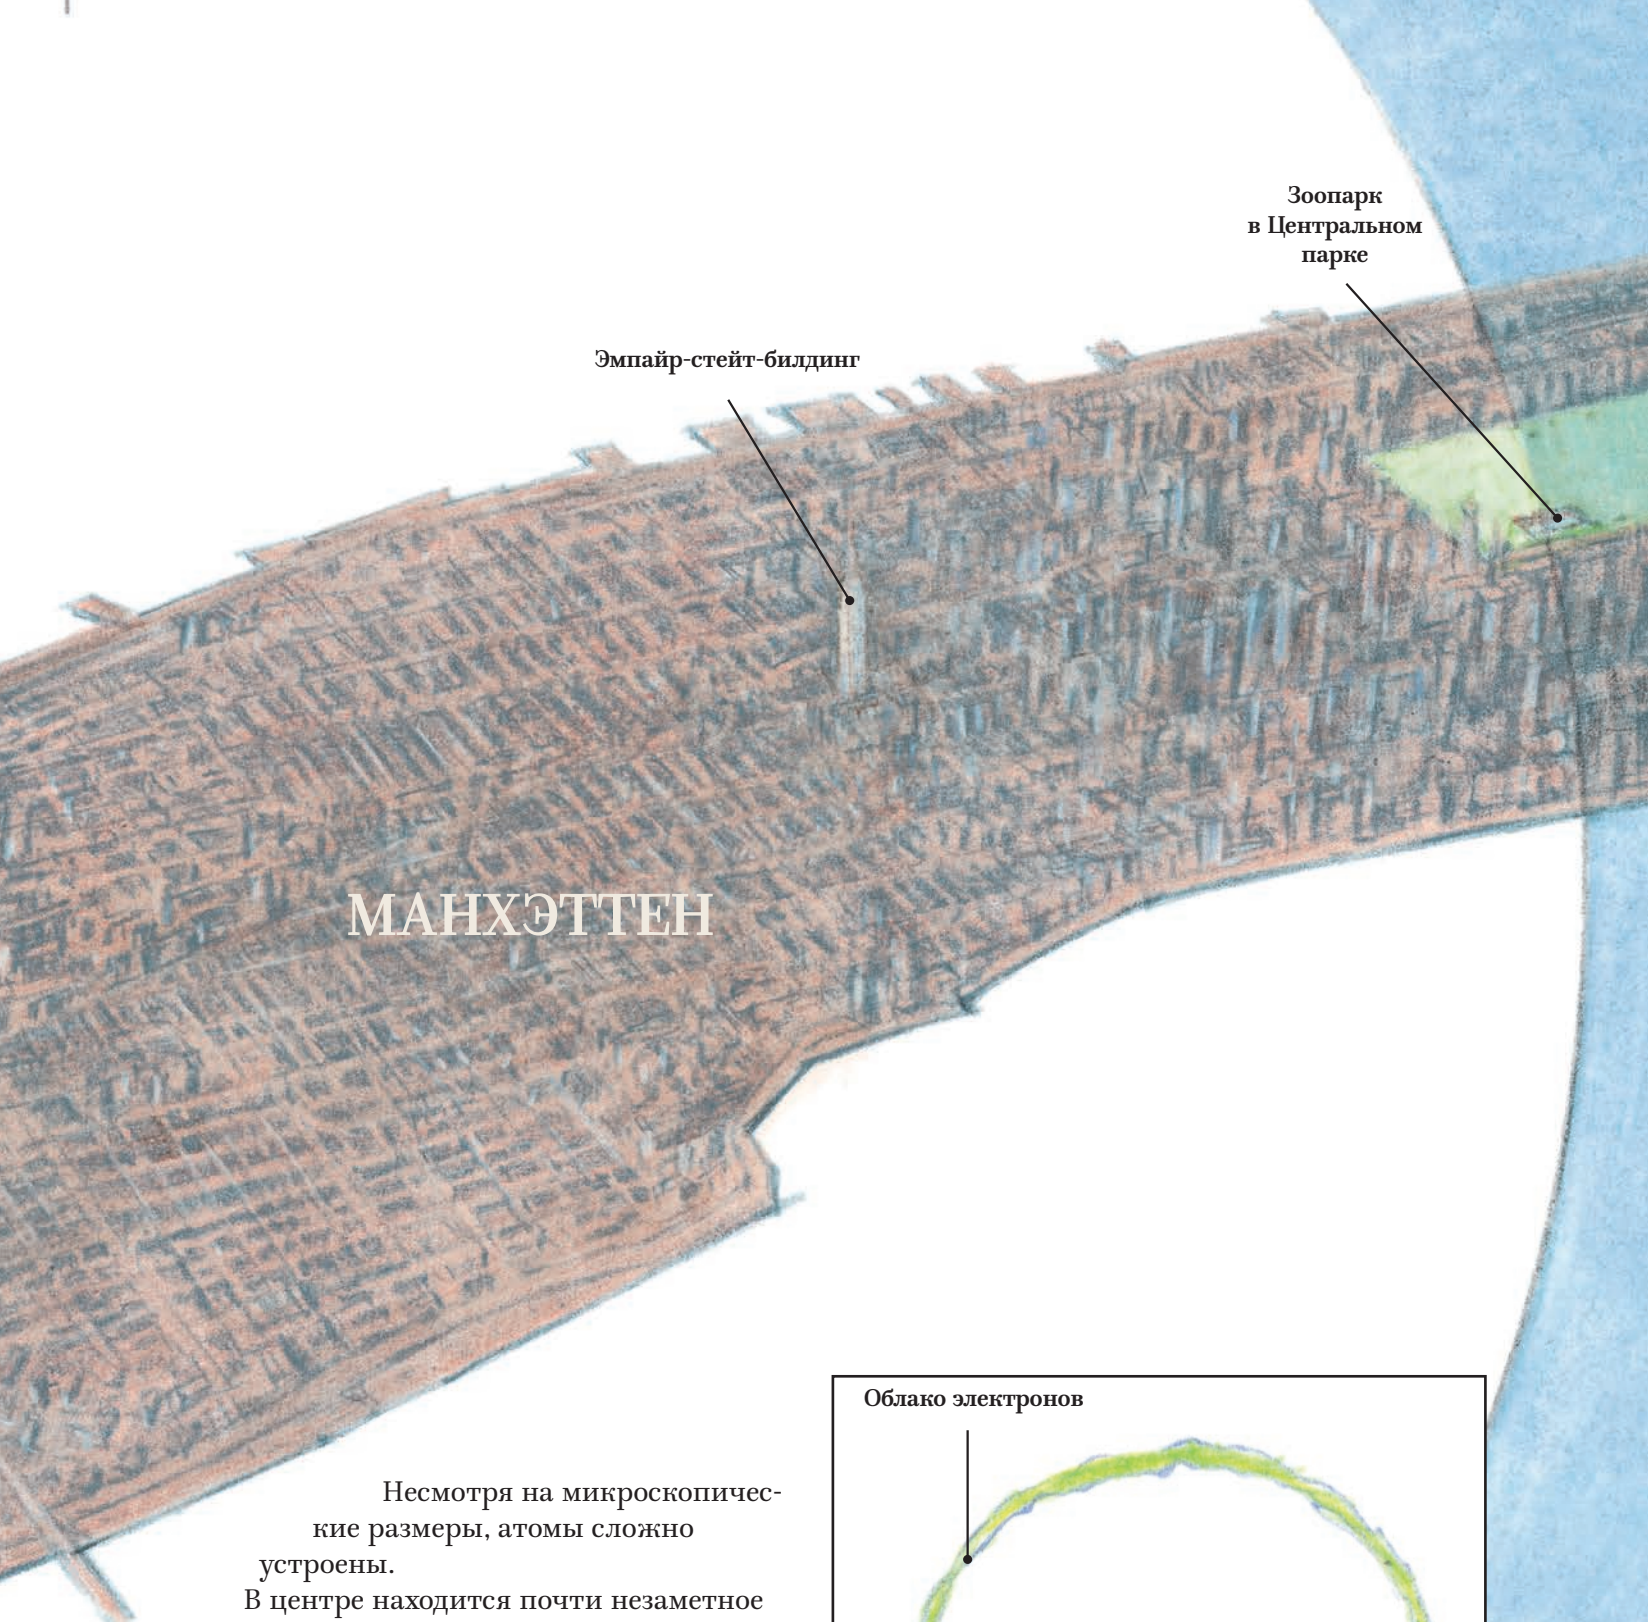 Зоопарк
в Центральном
парке
Эмпайр-стейт-билдинг
МАНХЭТТЕН
Облако электронов
Несмотря на микроскопичес-
кие размеры, атомы сложно
устроены.
В центре находится почти незаметное